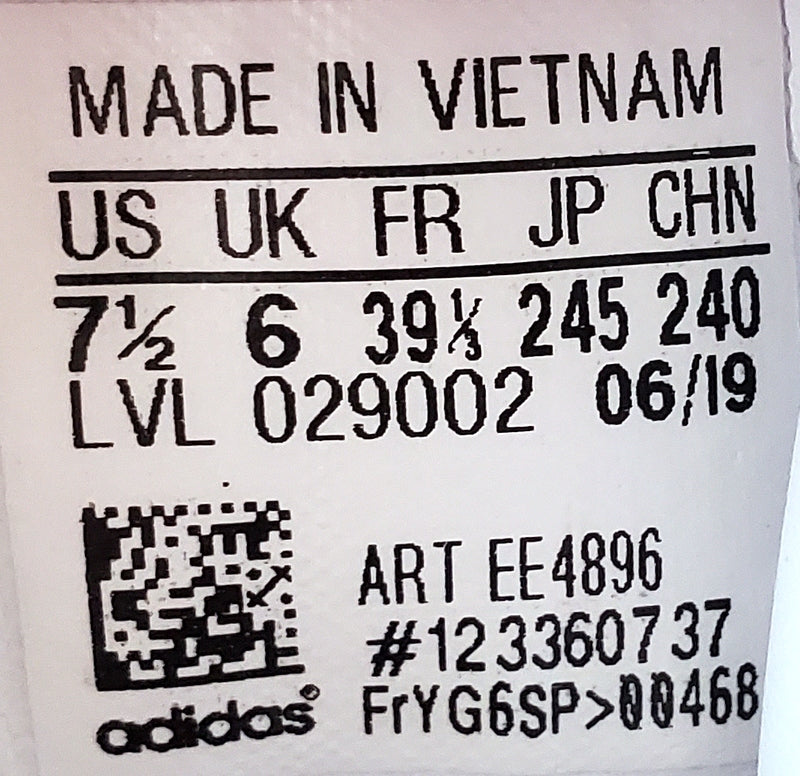 MADE IN VIETNAM
US UK FR JP CHN
7½ 6 39⅓ 245 240
LVL 029002 06/19
ART EE4896
#123360737
FrYG6SP>00468
adidas®